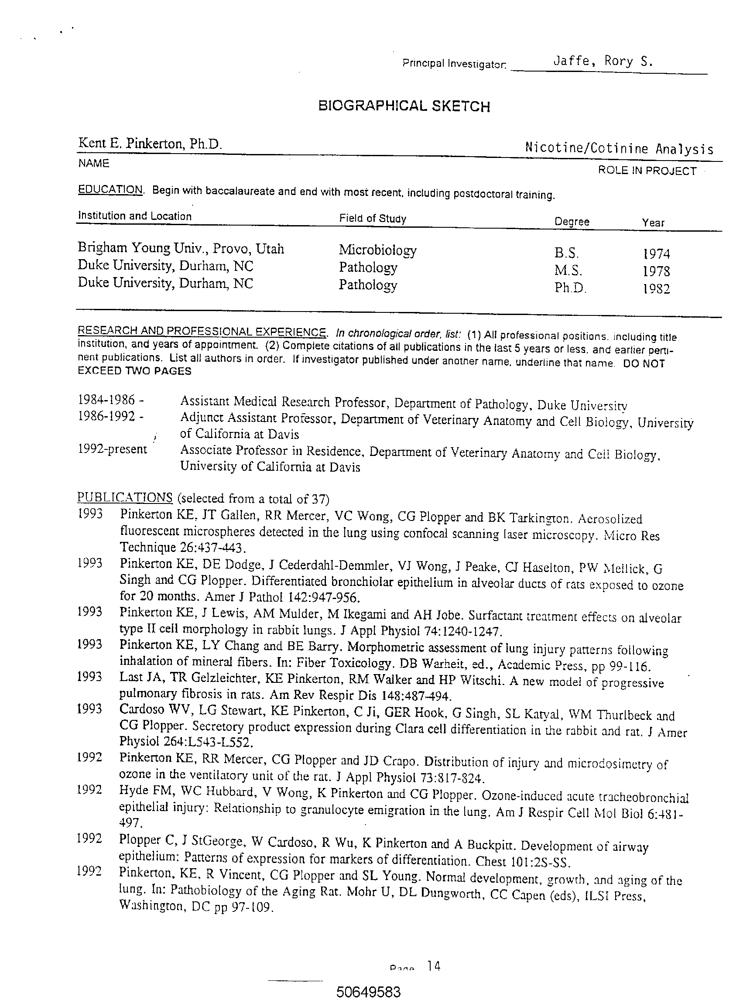 Principal Investigator: Jaffe, Rory S.
BIOGRAPHICAL SKETCH
Kent E. Pinkerton, Ph.D. Nicotine/Cotinine Analysis
NAME ROLE IN PROJECT
EDUCATION. Begin with baccalaureate and end with most recent, including postdoctoral training.
Institution and Location Field of Study Degree Year
Brigham Young Univ., Provo, Utah Microbiology B.S. 1974
Duke University, Durham, NC Pathology M.S. 1978
Duke University, Durham, NC Pathology Ph.D. 1982
RESEARCH AND PROFESSIONAL EXPERIENCE. In chronological order, list: (1) All professional positions, including title
institution, and years of appointment. (2) Complete citations of all publications in the last 5 years or less, and earlier perti-
nent publications. List all authors in order. If investigator published under another name, underline that name. DO NOT
EXCEED TWO PAGES
1984-1986 - Assistant Medical Research Professor, Department of Pathology, Duke University
1986-1992 - Adjunct Assistant Professor, Department of Veterinary Anatomy and Cell Biology, University
of California at Davis
1992-present Associate Professor in Residence, Department of Veterinary Anatomy and Cell Biology,
University of California at Davis
PUBLICATIONS (selected from a total of 37)
1993 Pinkerton KE, JT Gallen, RR Mercer, VC Wong, CG Plopper and BK Tarkington. Aerosolized
fluorescent microspheres detected in the lung using confocal scanning laser microscopy. Micro Res
Technique 26:437-443.
1993 Pinkerton KE, DE Dodge, J Cederdahl-Demmler, VJ Wong, J Peake, CJ Haselton, PW Mellick, G
Singh and CG Plopper. Differentiated bronchiolar epithelium in alveolar ducts of rats exposed to ozone
for 20 months. Amer J Pathol 142:947-956.
1993 Pinkerton KE, J Lewis, AM Mulder, M Ikegami and AH Jobe. Surfactant treatment effects on alveolar
type II cell morphology in rabbit lungs. J Appl Physiol 74:1240-1247.
1993 Pinkerton KE, LY Chang and BE Barry. Morphometric assessment of lung injury patterns following
inhalation of mineral fibers. In: Fiber Toxicology. DB Warheit, ed., Academic Press, pp 99-116.
1993 Last JA, TR Gelzleichter, KE Pinkerton, RM Walker and HP Witschi. A new model of progressive
pulmonary fibrosis in rats. Am Rev Respir Dis 148:487-494.
1993 Cardoso WV, LG Stewart, KE Pinkerton, C Ji, GER Hook, G Singh, SL Katyal, WM Thurlbeck and
CG Plopper. Secretory product expression during Clara cell differentiation in the rabbit and rat. J Amer
Physiol 264:L543-L552.
1992 Pinkerton KE, RR Mercer, CG Plopper and JD Crapo. Distribution of injury and microdosimetry of
ozone in the ventilatory unit of the rat. J Appl Physiol 73:817-824.
1992 Hyde FM, WC Hubbard, V Wong, K Pinkerton and CG Plopper. Ozone-induced acute tracheobronchial
epithelial injury: Relationship to granulocyte emigration in the lung. Am J Respir Cell Mol Biol 6:481-
497.
1992 Plopper C, J StGeorge, W Cardoso, R Wu, K Pinkerton and A Buckpitt. Development of airway
epithelium: Patterns of expression for markers of differentiation. Chest 101:2S-SS.
1992 Pinkerton, KE, R Vincent, CG Plopper and SL Young. Normal development, growth, and aging of the
lung. In: Pathobiology of the Aging Rat. Mohr U, DL Dungworth, CC Capen (eds), ILSI Press,
Washington, DC pp 97-109.
Page 14
50649583